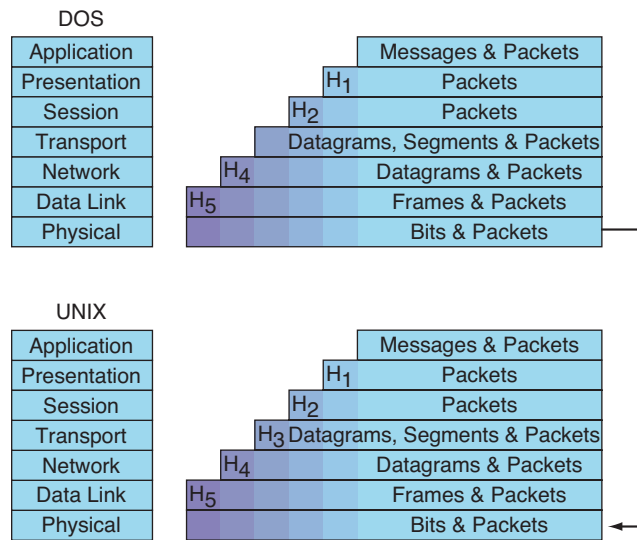 DOS
Application Messages & Packets
Presentation H1 Packets
Session H2 Packets
Transport Datagrams, Segments & Packets
Network H4 Datagrams & Packets
Data Link H5 Frames & Packets
Physical Bits & Packets
UNIX
Application Messages & Packets
Presentation H1 Packets
Session H2 Packets
Transport H3 Datagrams, Segments & Packets
Network H4 Datagrams & Packets
Data Link H5 Frames & Packets
Physical Bits & Packets